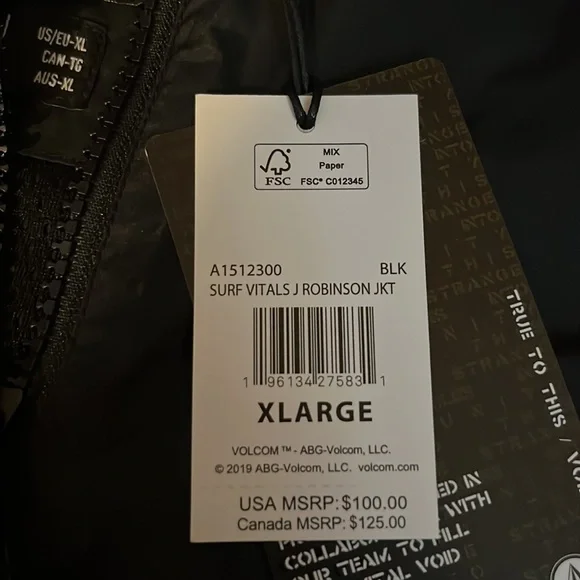 US/EU-XL
CAN-TG
AUS-XL
MIX
Paper
FSC
FSC® C012345
A1512300 BLK
SURF VITALS J ROBINSON JKT
1 96134 27583 1
XLARGE
VOLCOM ™ - ABG-Volcom, LLC.
© 2019 ABG-Volcom, LLC. volcom.com
USA MSRP: $100.00
Canada MSRP: $125.00
TRUE TO THIS /
IN
WITH
TEAM TO FILL
VOID